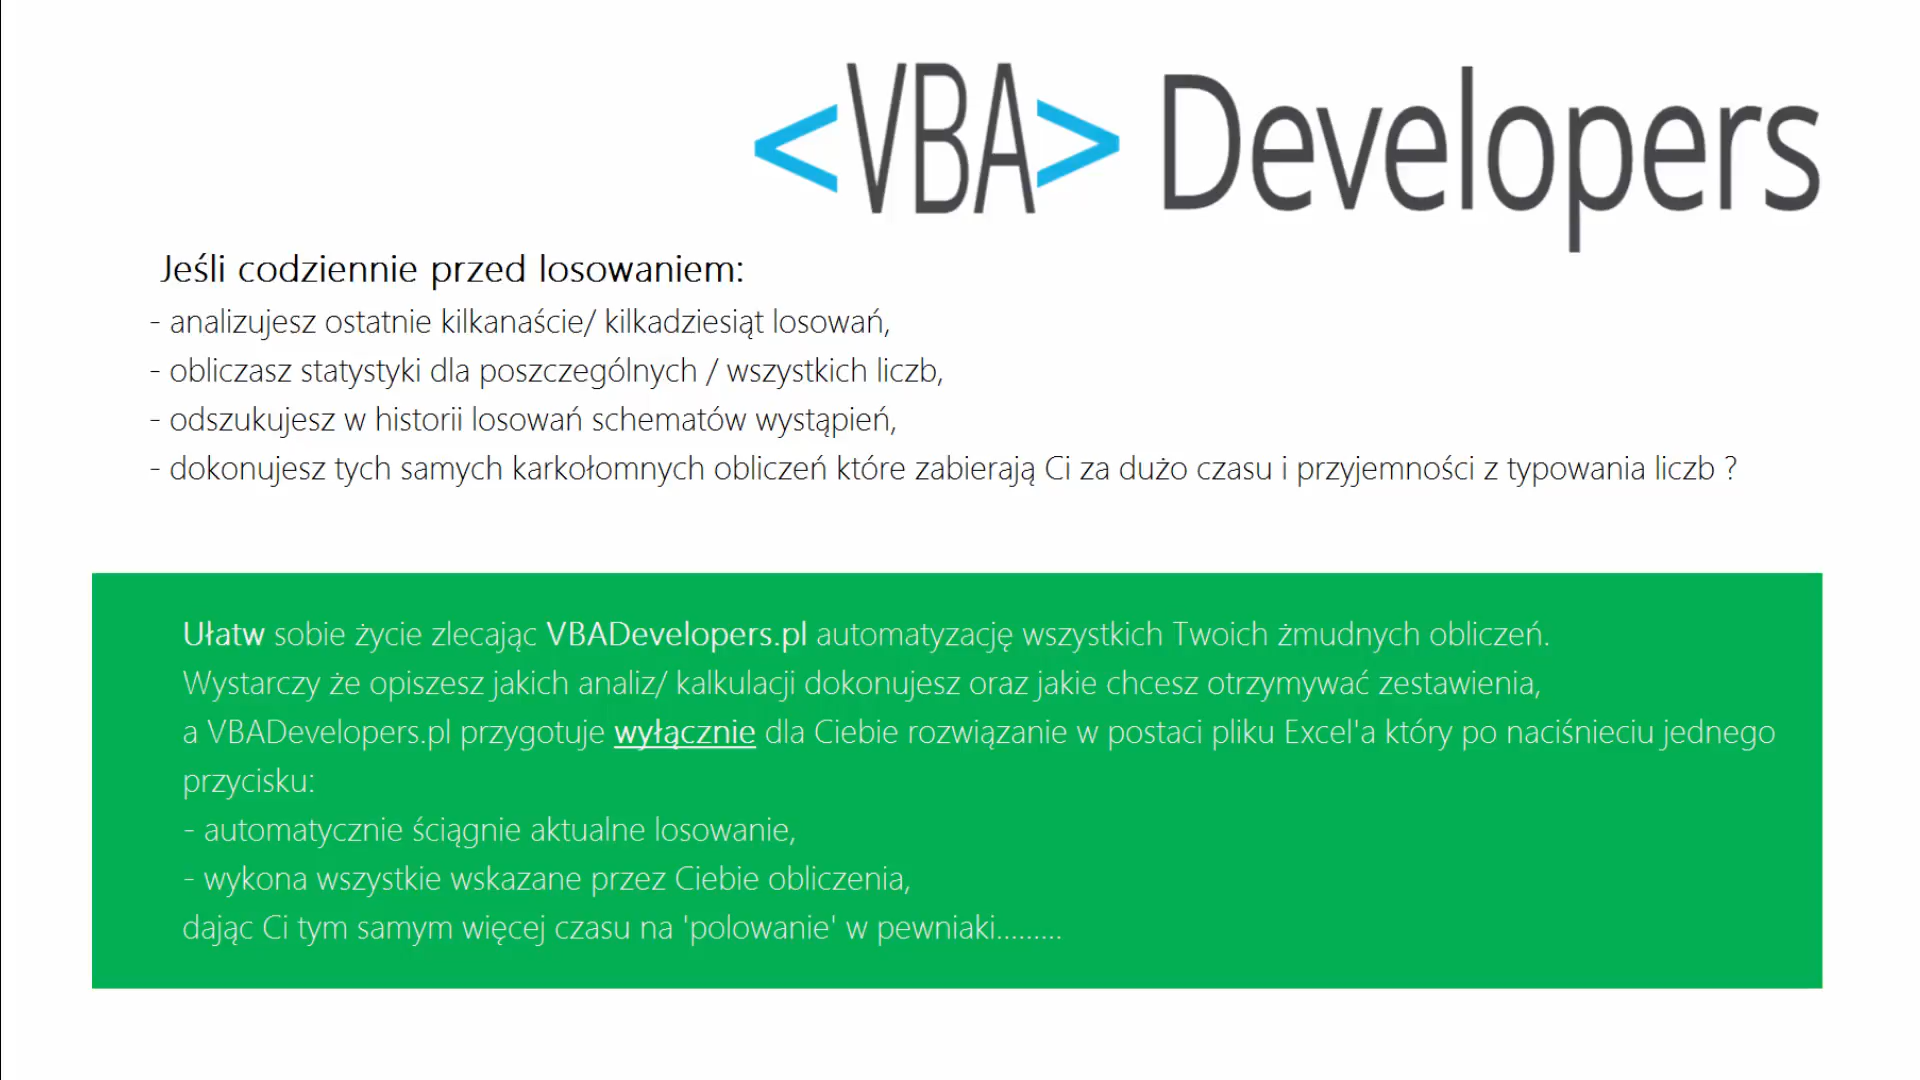 <VBA> Developers
Jeśli codziennie przed losowaniem:
- analizujesz ostatnie kilkanaście/ kilkadziesiąt losowań,
- obliczasz statystyki dla poszczególnych / wszystkich liczb,
- odszukujesz w historii losowań schematów wystąpień,
- dokonujesz tych samych karkołomnych obliczeń które zabierają Ci za dużo czasu i przyjemności z typowania liczb ?
Ułatw sobie życie zlecając VBADevelopers.pl automatyzację wszystkich Twoich żmudnych obliczeń.
Wystarczy że opiszesz jakich analiz/ kalkulacji dokonujesz oraz jakie chcesz otrzymywać zestawienia,
a VBADevelopers.pl przygotuje wyłącznie dla Ciebie rozwiązanie w postaci pliku Excel'a który po naciśnieciu jednego
przycisku:
- automatycznie ściągnie aktualne losowanie,
- wykona wszystkie wskazane przez Ciebie obliczenia,
dając Ci tym samym więcej czasu na 'polowanie' w pewniaki.........